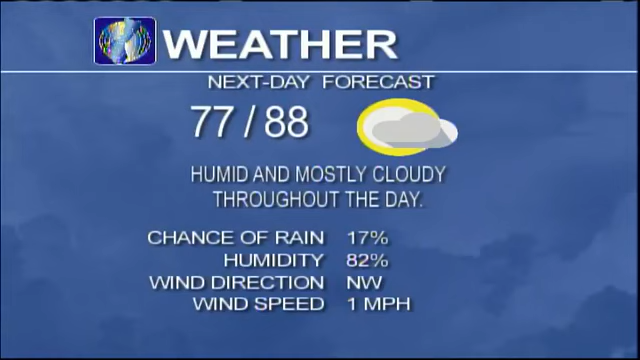 WEATHER
NEXT-DAY FORECAST
77 / 88
HUMID AND MOSTLY CLOUDY
THROUGHOUT THE DAY.
CHANCE OF RAIN 17%
HUMIDITY 82%
WIND DIRECTION NW
WIND SPEED 1 MPH